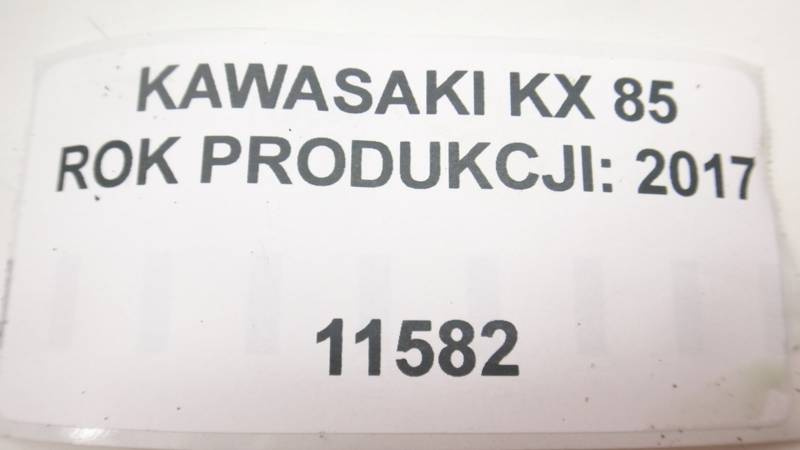 KAWASAKI KX 85
ROK PRODUKCJI: 2017
11582